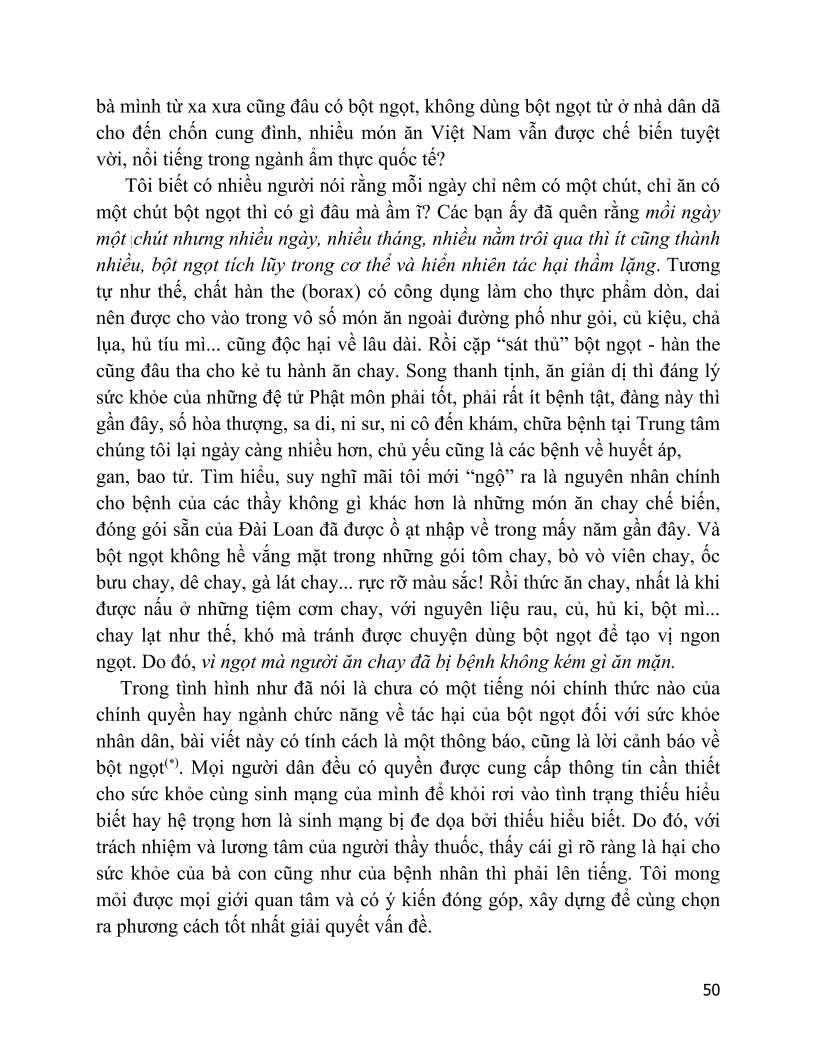 bà mình từ xa xưa cũng đâu có bột ngọt, không dùng bột ngọt từ ở nhà dân dã
cho đến chốn cung đình, nhiều món ăn Việt Nam vẫn được chế biến tuyệt
vời, nổi tiếng trong ngành ẩm thực quốc tế?
Tôi biết có nhiều người nói rằng mỗi ngày chỉ nêm có một chút, chỉ ăn có
một chút bột ngọt thì có gì đâu mà ầm ĩ? Các bạn ấy đã quên rằng mồi ngày
một chút nhưng nhiều ngày, nhiều tháng, nhiều nằm trôi qua thì ít cũng thành
nhiều, bột ngọt tích lũy trong cơ thể và hiển nhiên tác hại thầm lặng. Tương
tự như thế, chất hàn the (borax) có công dụng làm cho thực phẩm dòn, dai
nên được cho vào trong vô số món ăn ngoài đường phố như gỏi, củ kiệu, chả
lụa, hủ tíu mì... cũng độc hại về lâu dài. Rồi cặp “sát thủ” bột ngọt - hàn the
cũng đâu tha cho kẻ tu hành ăn chay. Song thanh tịnh, ăn giản dị thì đáng lý
sức khỏe của những đệ tử Phật môn phải tốt, phải rất ít bệnh tật, đàng này thì
gần đây, số hòa thượng, sa di, ni sư, ni cô đến khám, chữa bệnh tại Trung tâm
chúng tôi lại ngày càng nhiều hơn, chủ yếu cũng là các bệnh về huyết áp,
gan, bao tử. Tìm hiểu, suy nghĩ mãi tôi mới “ngộ” ra là nguyên nhân chính
cho bệnh của các thầy không gì khác hơn là những món ăn chay chế biến,
đóng gói sẵn của Đài Loan đã được ồ ạt nhập về trong mấy năm gần đây. Và
bột ngọt không hề vắng mặt trong những gói tôm chay, bò vò viên chay, ốc
bưu chay, dê chay, gà lát chay... rực rỡ màu sắc! Rồi thức ăn chay, nhất là khi
được nấu ở những tiệm cơm chay, với nguyên liệu rau, củ, hủ ki, bột mì...
chay lạt như thế, khó mà tránh được chuyện dùng bột ngọt để tạo vị ngon
ngọt. Do đó, vì ngọt mà người ăn chay đã bị bệnh không kém gì ăn mặn.
Trong tình hình như đã nói là chưa có một tiếng nói chính thức nào của
chính quyền hay ngành chức năng về tác hại của bột ngọt đối với sức khỏe
nhân dân, bài viết này có tính cách là một thông báo, cũng là lời cảnh báo về
bột ngọt(*). Mọi người dân đều có quyền được cung cấp thông tin cần thiết
cho sức khỏe cùng sinh mạng của mình để khỏi rơi vào tình trạng thiếu hiểu
biết hay hệ trọng hơn là sinh mạng bị đe dọa bởi thiếu hiểu biết. Do đó, với
trách nhiệm và lương tâm của người thầy thuốc, thấy cái gì rõ ràng là hại cho
sức khỏe của bà con cũng như của bệnh nhân thì phải lên tiếng. Tôi mong
mỏi được mọi giới quan tâm và có ý kiến đóng góp, xây dựng để cùng chọn
ra phương cách tốt nhất giải quyết vấn đề.
50